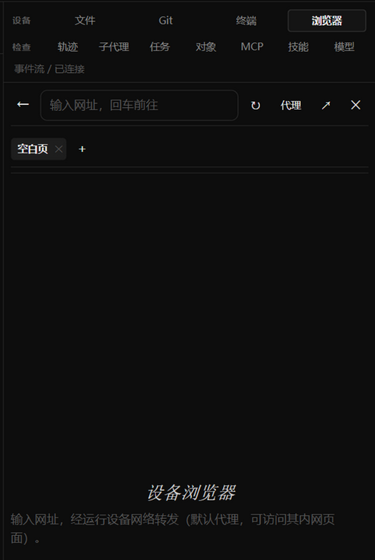 设备 文件 Git 终端 浏览器
检查 轨迹 子代理 任务 对象 MCP 技能 模型
事件流 / 已连接
← 输入网址，回车前往 ↻ 代理 ↗ ×
空白页 × +
设备浏览器
输入网址，经运行设备网络转发（默认代理，可访问其内网页
面）。